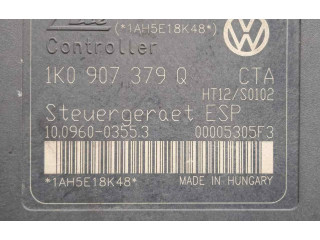 (*1AH5E18K48*)
Controller
1K0 907 379 Q CTA
HT12/S0102
Steuergeraet ESP
10.0960-0355.3 00005305F3
*1AH5E18K48* MADE IN HUNGARY